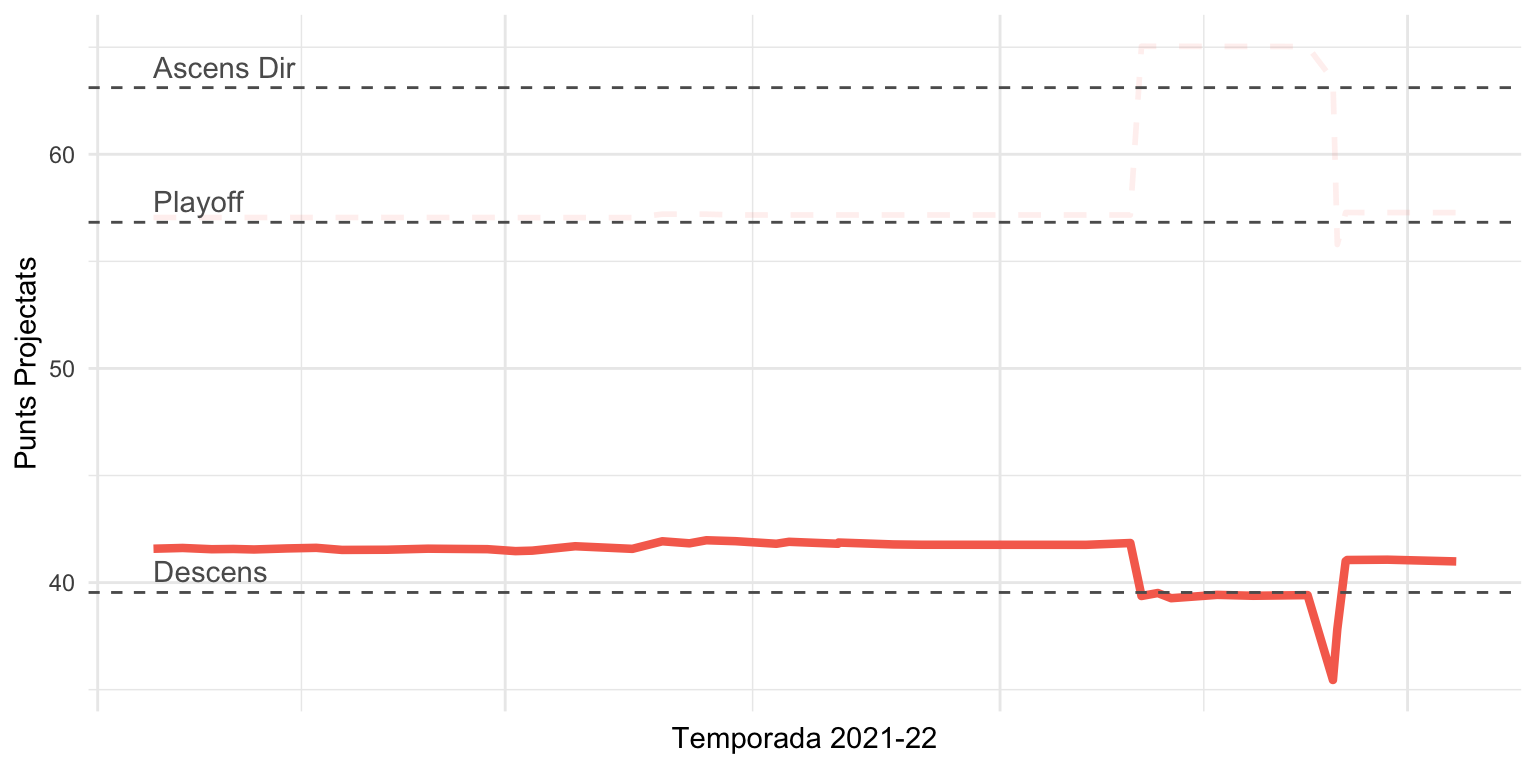 Ascens Dir
60
Playoff
50
Descens
40
Punts Projectats
Temporada 2021-22